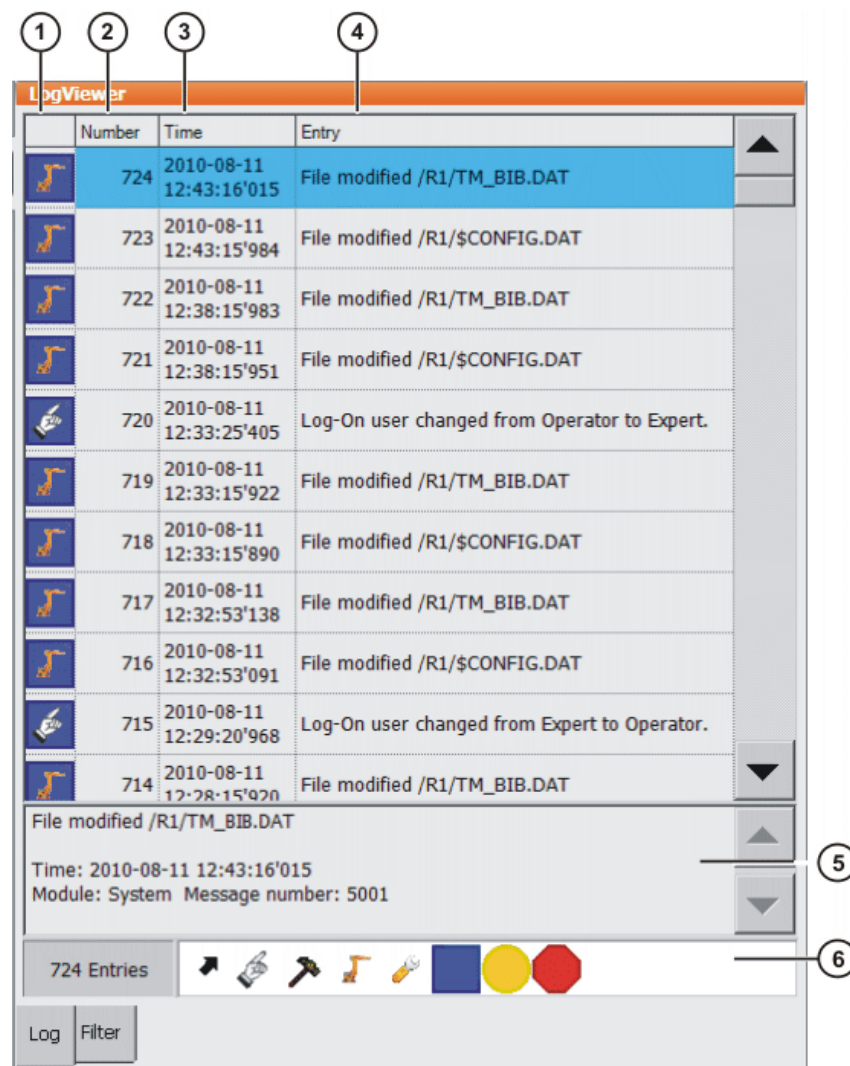 1 2 3 4
LogViewer
Number Time Entry
724 2010-08-11 12:43:16'015 File modified /R1/TM_BIB.DAT
723 2010-08-11 12:43:15'984 File modified /R1/$CONFIG.DAT
722 2010-08-11 12:38:15'983 File modified /R1/TM_BIB.DAT
721 2010-08-11 12:38:15'951 File modified /R1/$CONFIG.DAT
720 2010-08-11 12:33:25'405 Log-On user changed from Operator to Expert.
719 2010-08-11 12:33:15'922 File modified /R1/TM_BIB.DAT
718 2010-08-11 12:33:15'890 File modified /R1/$CONFIG.DAT
717 2010-08-11 12:32:53'138 File modified /R1/TM_BIB.DAT
716 2010-08-11 12:32:53'091 File modified /R1/$CONFIG.DAT
715 2010-08-11 12:29:20'968 Log-On user changed from Expert to Operator.
714 2010-08-11 12:28:15'920 File modified /R1/TM_BIB.DAT
File modified /R1/TM_BIB.DAT
Time: 2010-08-11 12:43:16'015
5
Module: System Message number: 5001
724 Entries
6
Log Filter